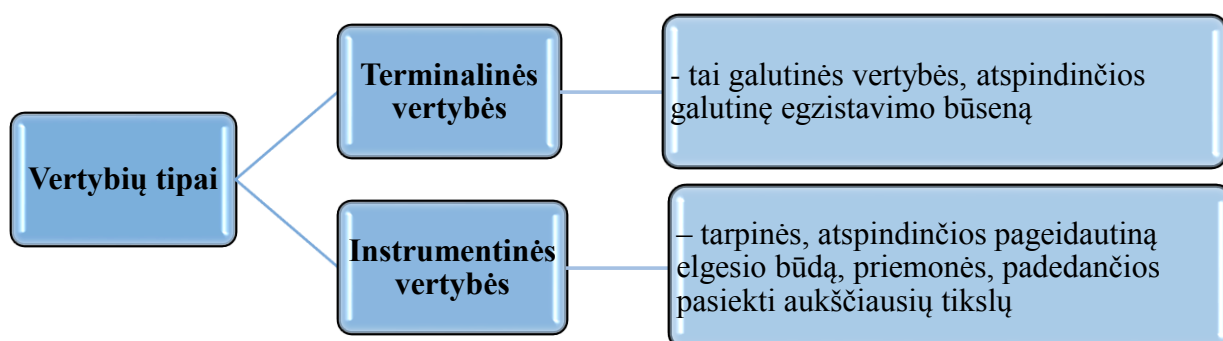 Vertybių tipai
Terminalinės
vertybės
- tai galutinės vertybės, atspindinčios
galutinę egzistavimo būseną
Instrumentinės
vertybės
– tarpinės, atspindinčios pageidautiną
elgesio būdą, priemonės, padedančios
pasiekti aukščiausių tikslų